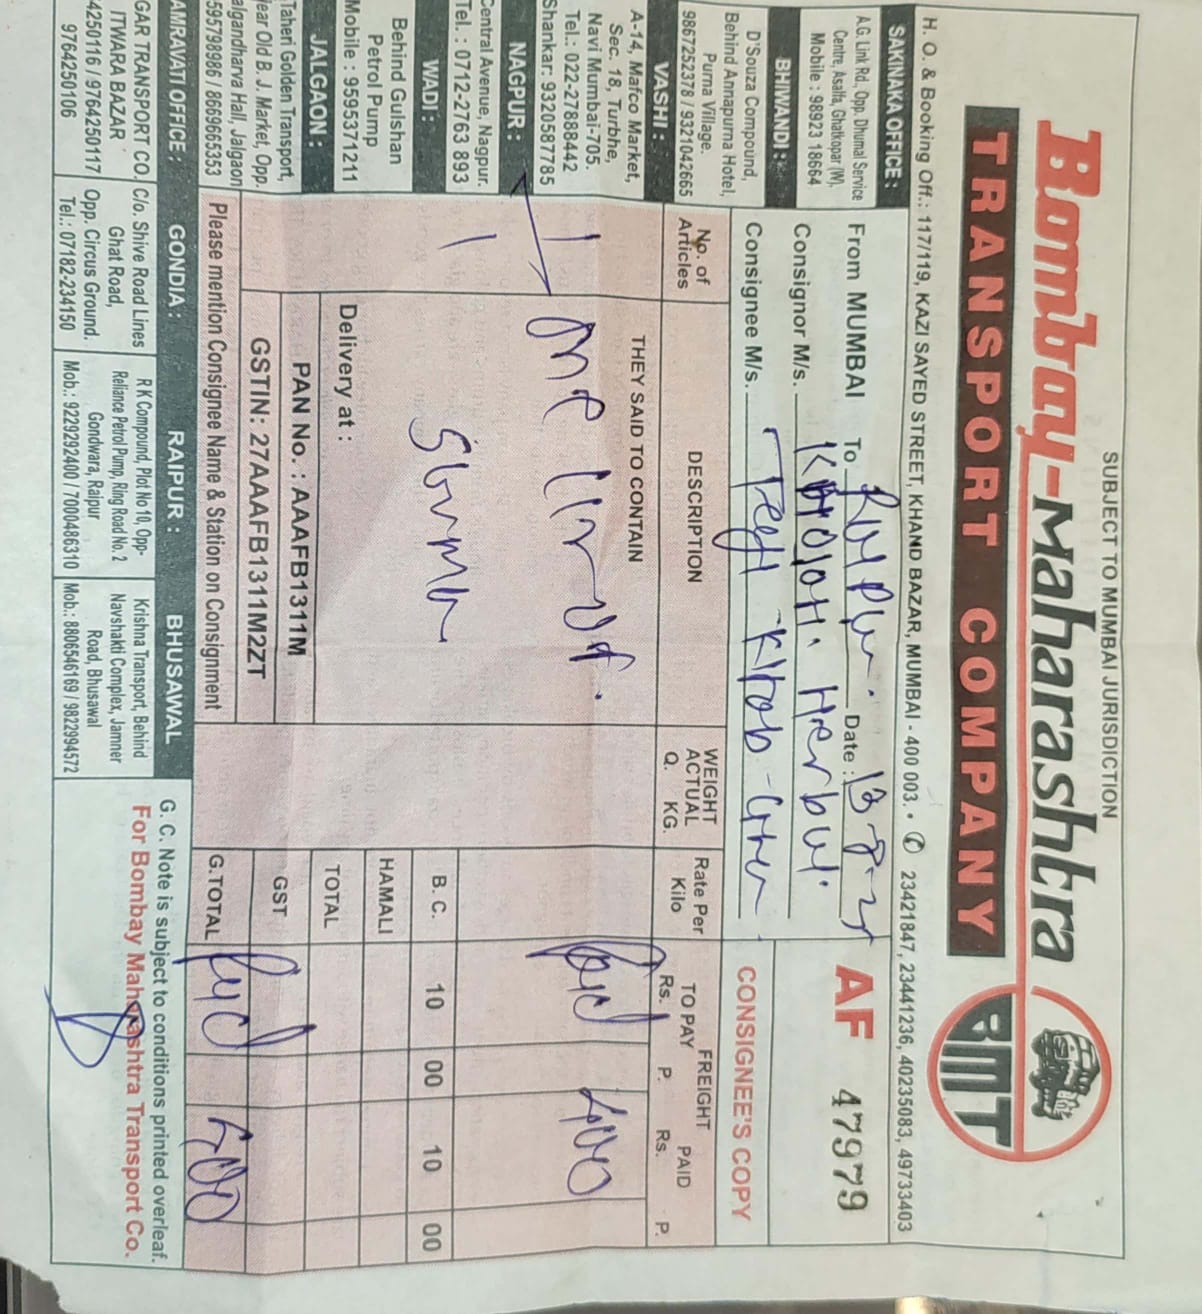 SUBJECT TO MUMBAI JURISDICTION
Bombay-Maharashtra
TRANSPORT COMPANY
BMT
H. O. & Booking Off.: 117/119, KAZI SAYED STREET, KHAND BAZAR, MUMBAI - 400 003. • ✆ 23421847, 23441236, 40235083, 49733403
SAKINAKA OFFICE :
A.G. Link Rd., Opp. Dhumal Service
Centre, Asalfa, Ghatkopar (W),
Mobile : 98923 18664
BHIWANDI :
D'Souza Compound,
Behind Annapurna Hotel,
Purna Village.
9867252378 / 9321042665
VASHI :
A-14, Mafco Market,
Sec. 18, Turbhe,
Navi Mumbai-705.
Tel.: 022-27888442
Shankar: 9320587785
NAGPUR :
Central Avenue, Nagpur.
Tel. : 0712-2763 893
WADI :
Behind Gulshan
Petrol Pump
Mobile : 9595371211
JALGAON :
Taheri Golden Transport,
Near Old B. J. Market, Opp.
algandharva Hall, Jalgaon
595798986 / 8669665353
From MUMBAI To Date :
AF 47979
Consignor M/s. Herbul.
Consignee M/s.
CONSIGNEE'S COPY
No. of Articles
DESCRIPTION
WEIGHT ACTUAL Q. KG.
Rate Per Kilo
FREIGHT
TO PAY Rs. P.
PAID Rs. P.
THEY SAID TO CONTAIN
1 one
1
B. C. 10 00 10 00
HAMALI
TOTAL
GST
G.TOTAL
Delivery at :
PAN No. : AAAFB1311M
GSTIN: 27AAAFB1311M2ZT
Please mention Consignee Name & Station on Consignment
AMRAVATI OFFICE :
GAR TRANSPORT CO,
ITWARA BAZAR
4250116 / 9764250117
9764250106
GONDIA :
C/o. Shive Road Lines
Ghat Road,
Opp. Circus Ground.
Tel.: 07182-234150
RAIPUR :
R K Compound, Plot No 10, Opp-
Reliance Petrol Pump, Ring Road No. 2
Gondwara, Raipur
Mob.: 9229292400 / 7000486310
BHUSAWAL
Krishna Transport, Behind
Navshakti Complex, Jamner
Road, Bhusawal
Mob.: 8806546169 / 9822994572
G. C. Note is subject to conditions printed overleaf.
For Bombay Maharashtra Transport Co.